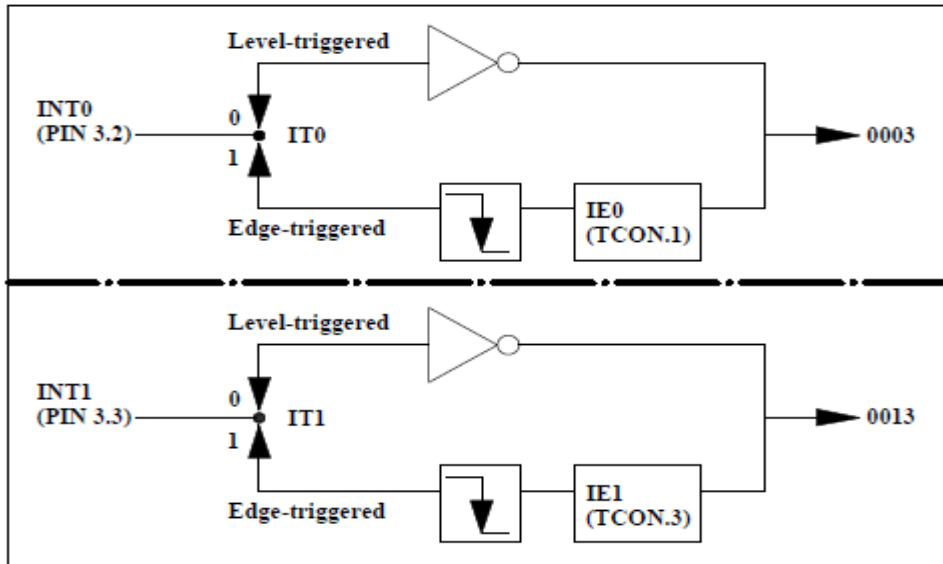 Level-triggered
INT0
(PIN 3.2)
0
1
IT0
0003
Edge-triggered
IE0
(TCON.1)
Level-triggered
INT1
(PIN 3.3)
0
1
IT1
0013
Edge-triggered
IE1
(TCON.3)